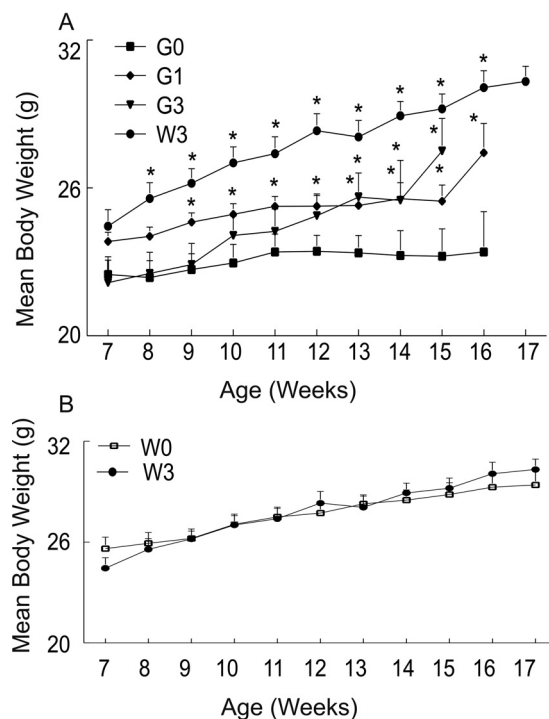 A
32
26
20
Mean Body Weight (g)
G0
G1
G3
W3
* * * * * * * * *
* * * * * * * *
* *
7 8 9 10 11 12 13 14 15 16 17
Age (Weeks)
B
32
26
20
Mean Body Weight (g)
W0
W3
7 8 9 10 11 12 13 14 15 16 17
Age (Weeks)